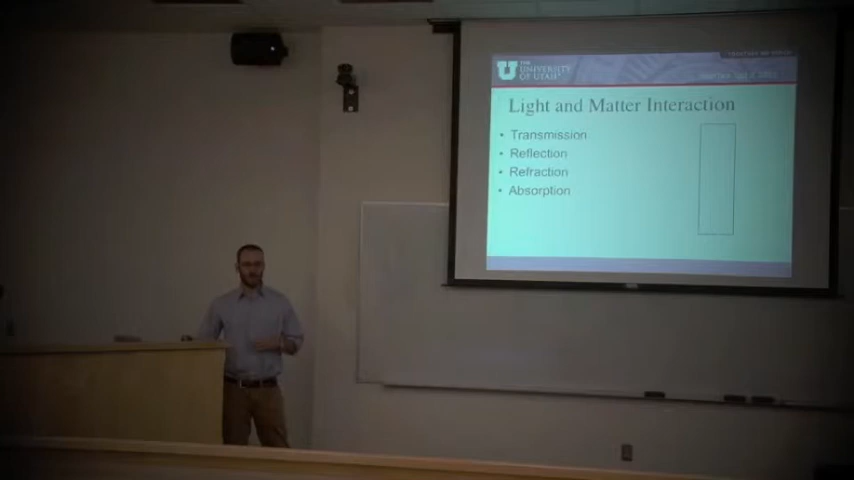 THE
UNIVERSITY
OF UTAH
Light and Matter Interaction
• Transmission
• Reflection
• Refraction
• Absorption